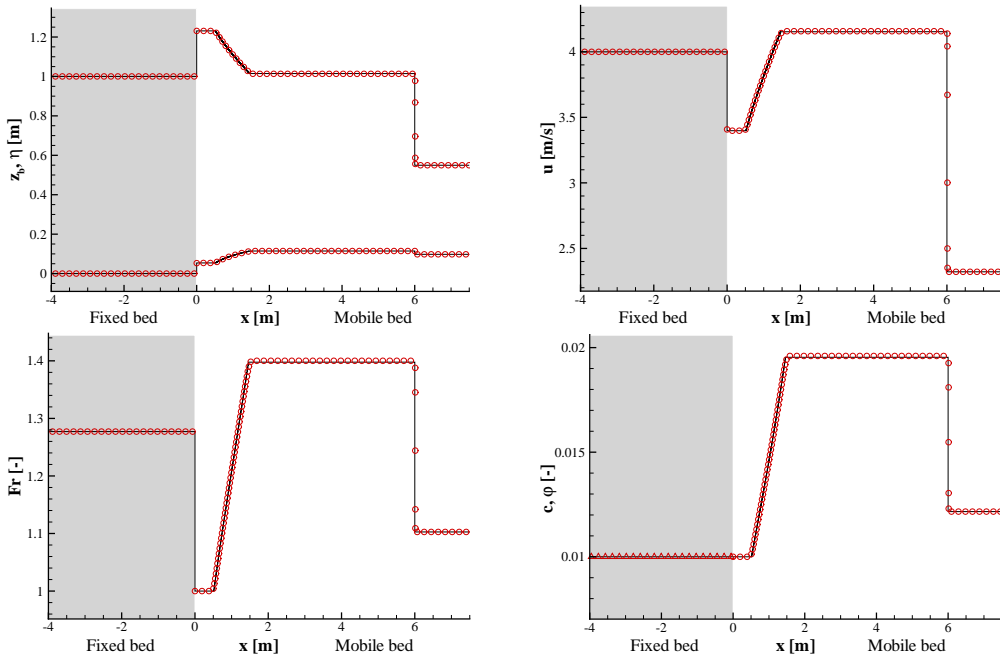 z_b, η [m]
1.2
1
0.8
0.6
0.4
0.2
0
-4 -2 0 2 4 6
Fixed bed x [m] Mobile bed
u [m/s]
4
3.5
3
2.5
-4 -2 0 2 4 6
Fixed bed x [m] Mobile bed
Fr [-]
1.4
1.3
1.2
1.1
1
-4 -2 0 2 4 6
Fixed bed x [m] Mobile bed
c, φ [-]
0.02
0.015
0.01
-4 -2 0 2 4 6
Fixed bed x [m] Mobile bed